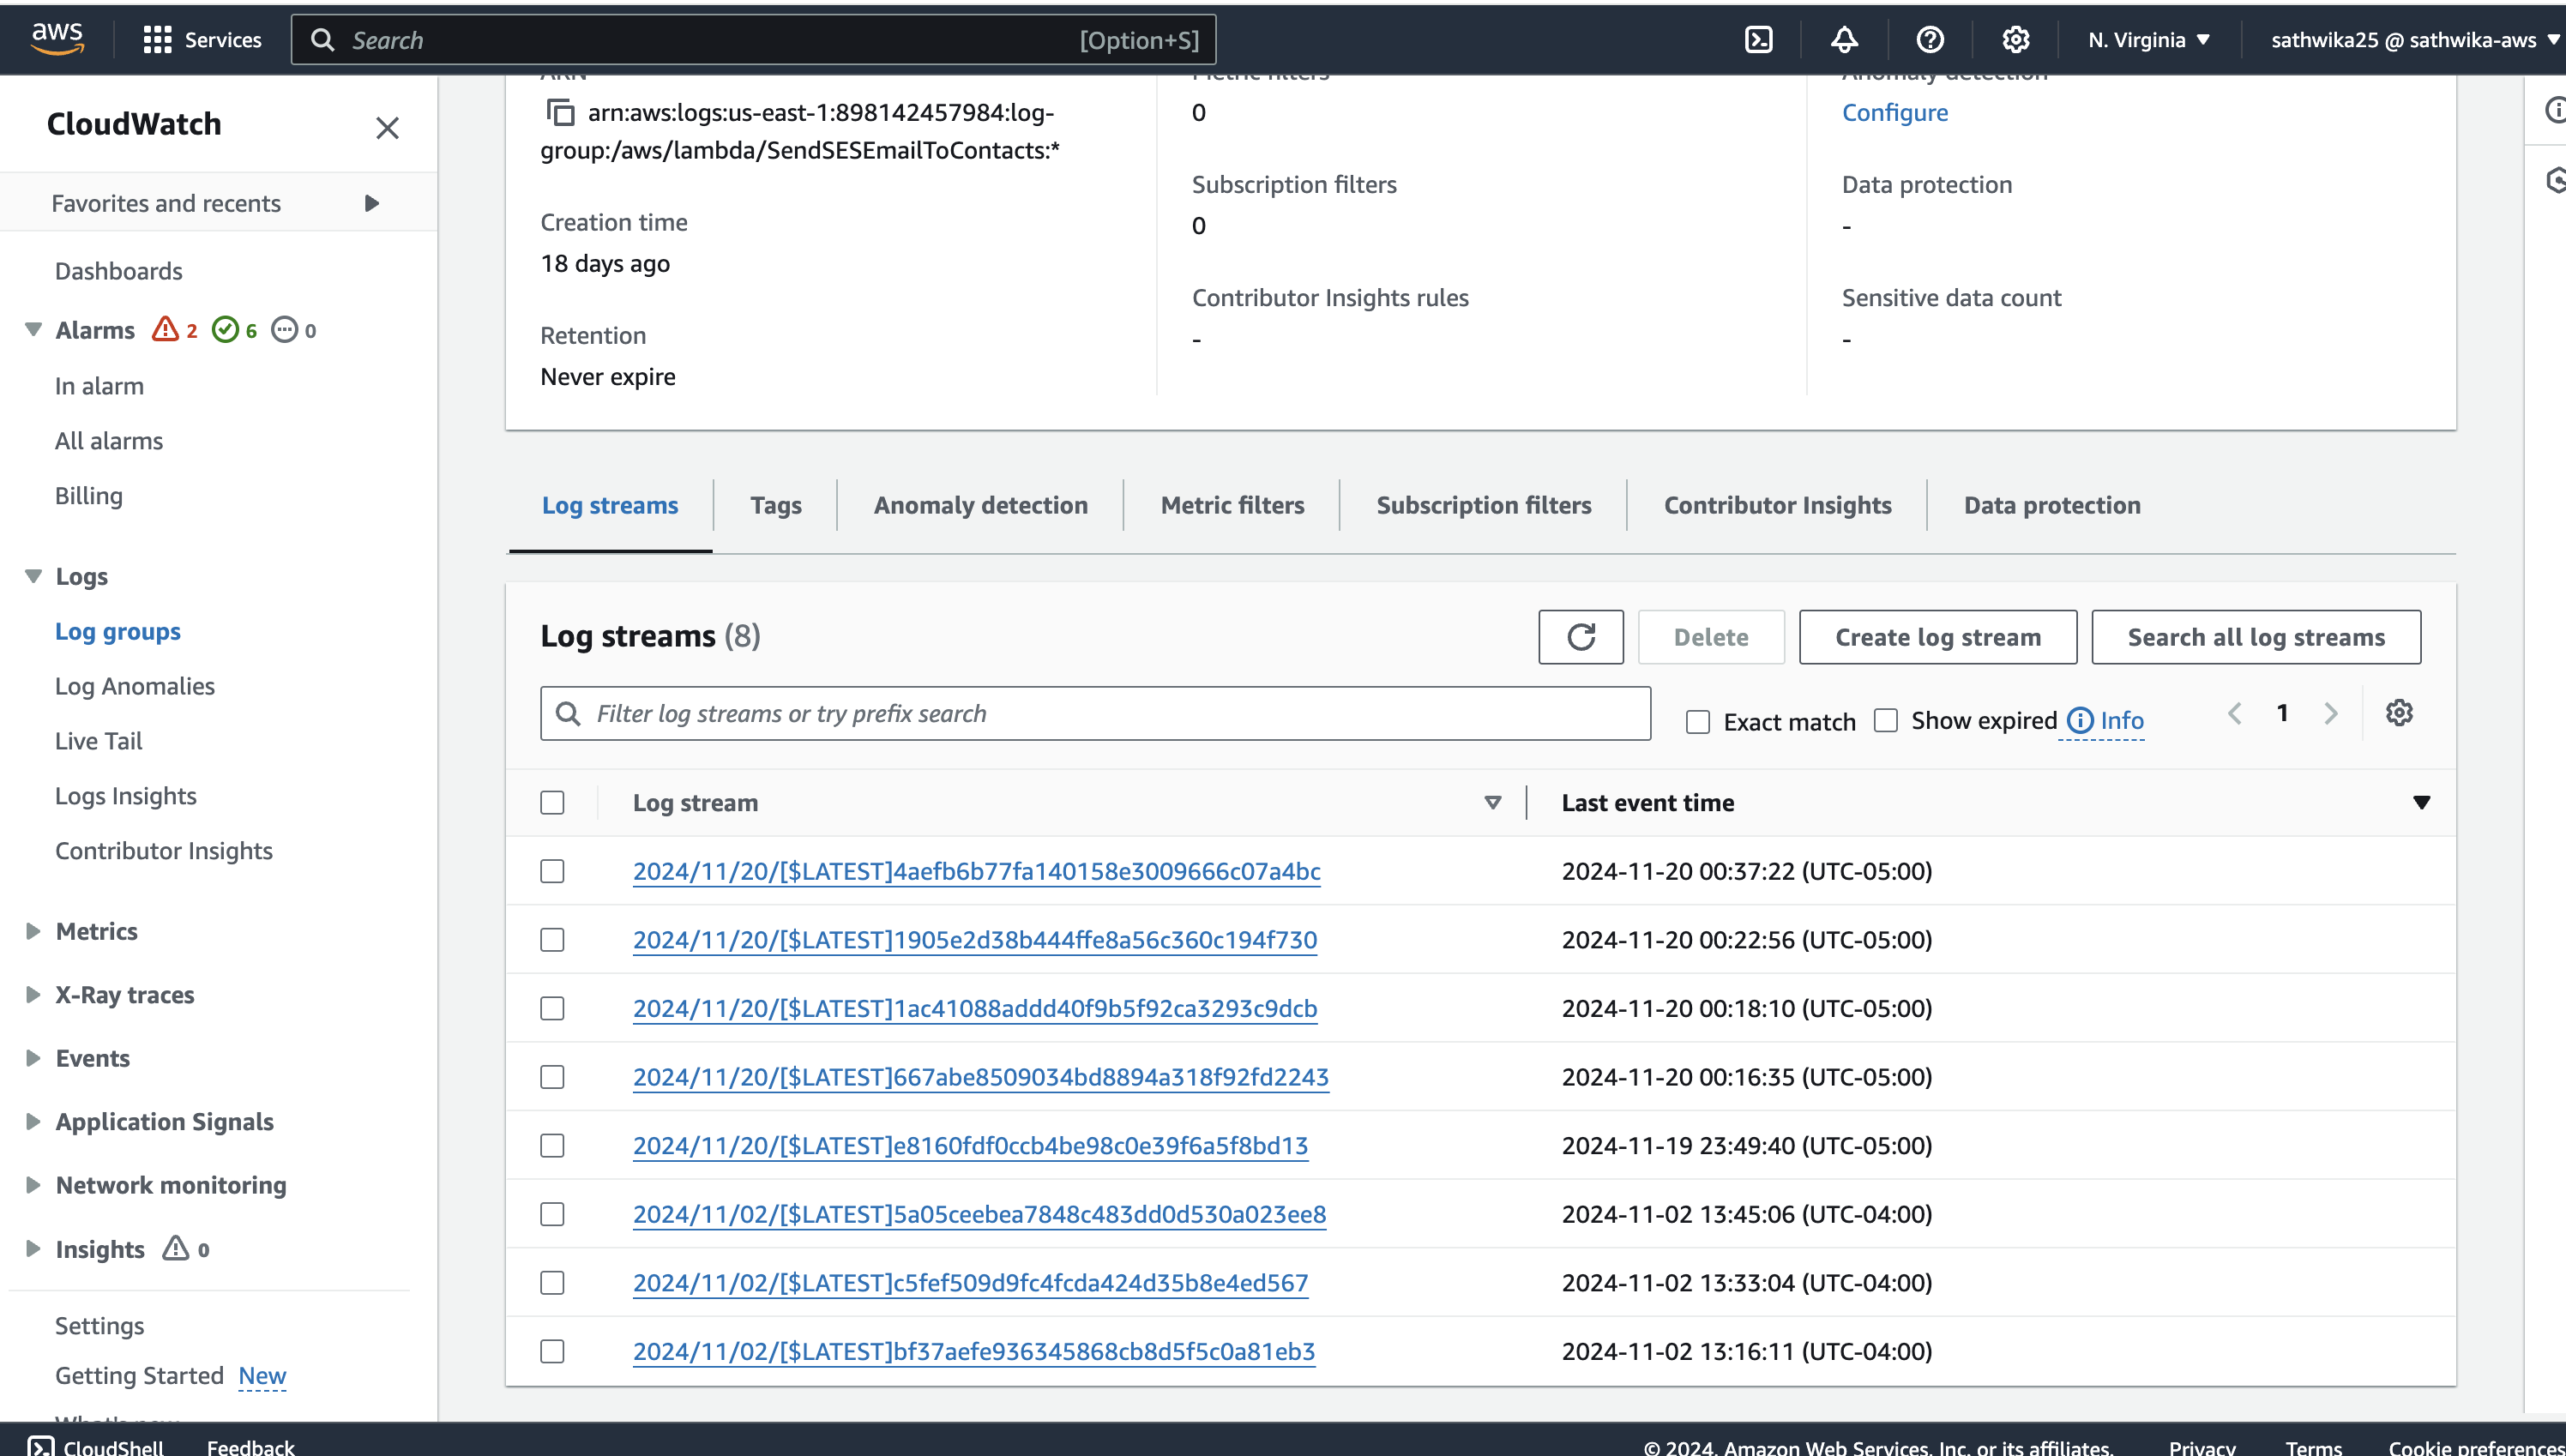 aws
Services
Search
[Option+S]
N. Virginia
sathwika25 @ sathwika-aws
CloudWatch
Favorites and recents
Dashboards
Alarms 2 6 0
In alarm
All alarms
Billing
Logs
Log groups
Log Anomalies
Live Tail
Logs Insights
Contributor Insights
Metrics
X-Ray traces
Events
Application Signals
Network monitoring
Insights 0
Settings
Getting Started New
What's new
ARN
arn:aws:logs:us-east-1:898142457984:log-
group:/aws/lambda/SendSESEmailToContacts:*
Creation time
18 days ago
Retention
Never expire
Metric filters
0
Subscription filters
0
Contributor Insights rules
-
Anomaly detection
Configure
Data protection
-
Sensitive data count
-
Log streams
Tags
Anomaly detection
Metric filters
Subscription filters
Contributor Insights
Data protection
Log streams (8)
Delete
Create log stream
Search all log streams
Filter log streams or try prefix search
Exact match
Show expired
Info
1
Log stream
Last event time
2024/11/20/[$LATEST]4aefb6b77fa140158e3009666c07a4bc 2024-11-20 00:37:22 (UTC-05:00)
2024/11/20/[$LATEST]1905e2d38b444ffe8a56c360c194f730 2024-11-20 00:22:56 (UTC-05:00)
2024/11/20/[$LATEST]1ac41088addd40f9b5f92ca3293c9dcb 2024-11-20 00:18:10 (UTC-05:00)
2024/11/20/[$LATEST]667abe8509034bd8894a318f92fd2243 2024-11-20 00:16:35 (UTC-05:00)
2024/11/20/[$LATEST]e8160fdf0ccb4be98c0e39f6a5f8bd13 2024-11-19 23:49:40 (UTC-05:00)
2024/11/02/[$LATEST]5a05ceebea7848c483dd0d530a023ee8 2024-11-02 13:45:06 (UTC-04:00)
2024/11/02/[$LATEST]c5fef509d9fc4fcda424d35b8e4ed567 2024-11-02 13:33:04 (UTC-04:00)
2024/11/02/[$LATEST]bf37aefe936345868cb8d5f5c0a81eb3 2024-11-02 13:16:11 (UTC-04:00)
CloudShell
Feedback
© 2024, Amazon Web Services, Inc. or its affiliates.
Privacy
Terms
Cookie preferences